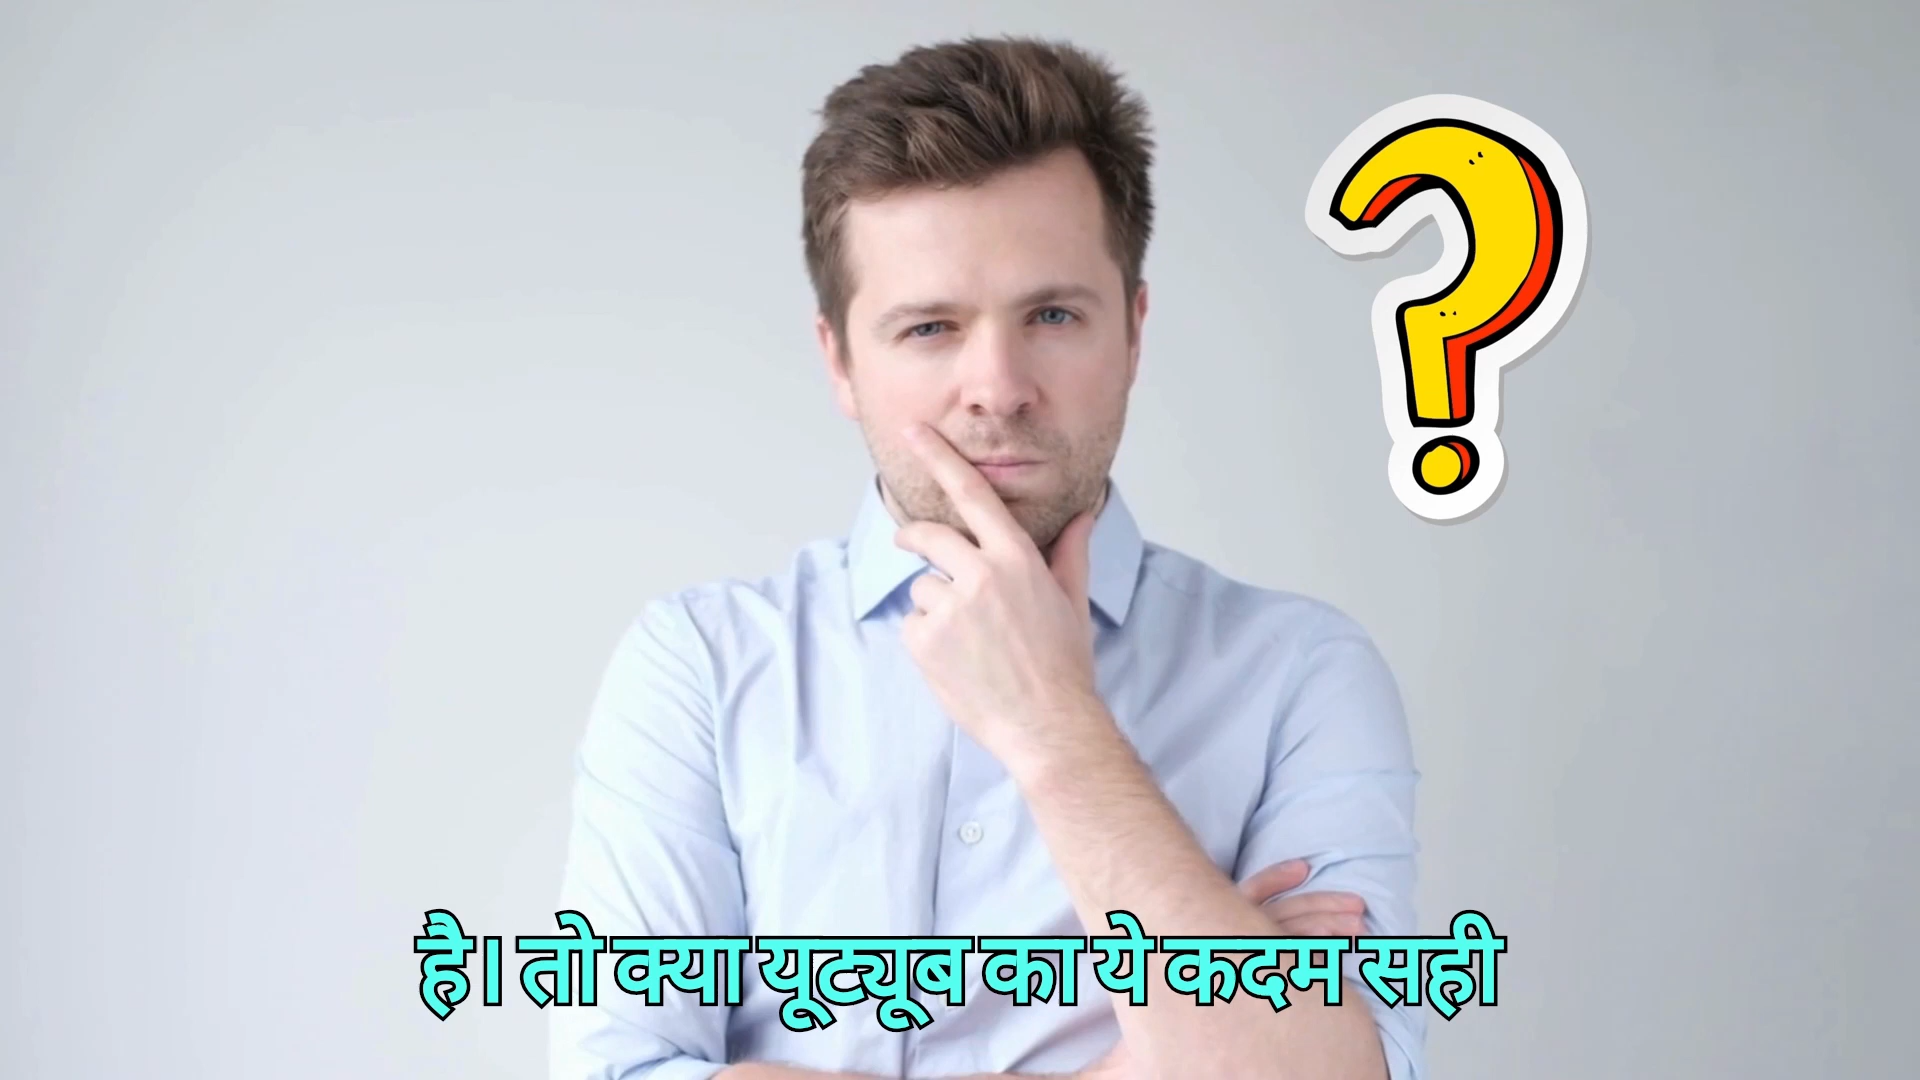 है। तो क्या यूट्यूब का ये कदम सही